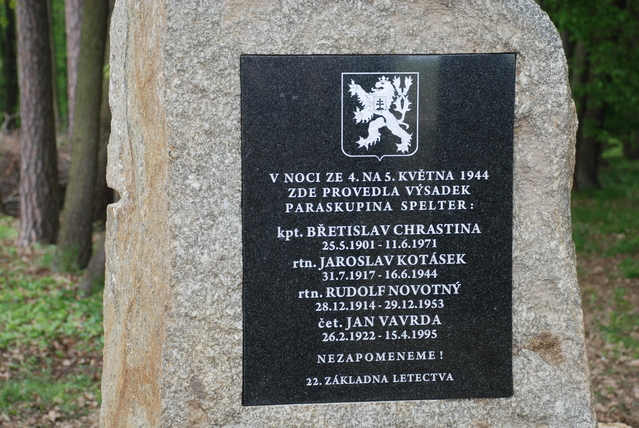 V NOCI ZE 4. NA 5. KVĚTNA 1944
ZDE PROVEDLA VÝSADEK
PARASKUPINA SPELTER:
kpt. BŘETISLAV CHRASTINA
25.5.1901 - 11.6.1971
rtn. JAROSLAV KOTÁSEK
31.7.1917 - 16.6.1944
rtn. RUDOLF NOVOTNÝ
28.12.1914 - 29.12.1953
čet. JAN VAVRDA
26.2.1922 - 15.4.1995
NEZAPOMENEME!
22. ZÁKLADNA LETECTVA